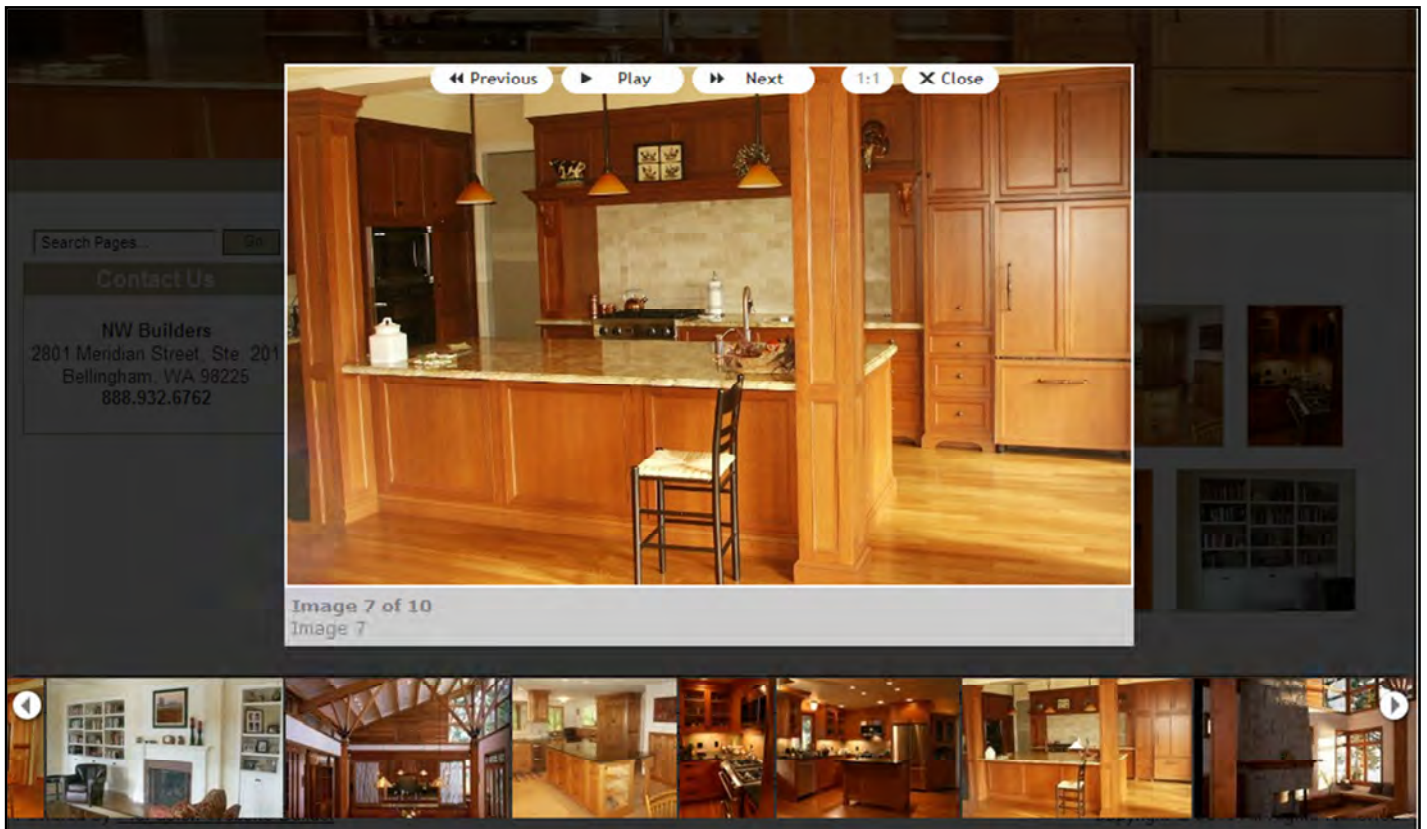 Previous Play Next 1:1 Close
Search Pages... Go
Contact Us
NW Builders
2801 Meridian Street, Ste. 201
Bellingham, WA 98225
888.932.6762
Image 7 of 10
Image 7